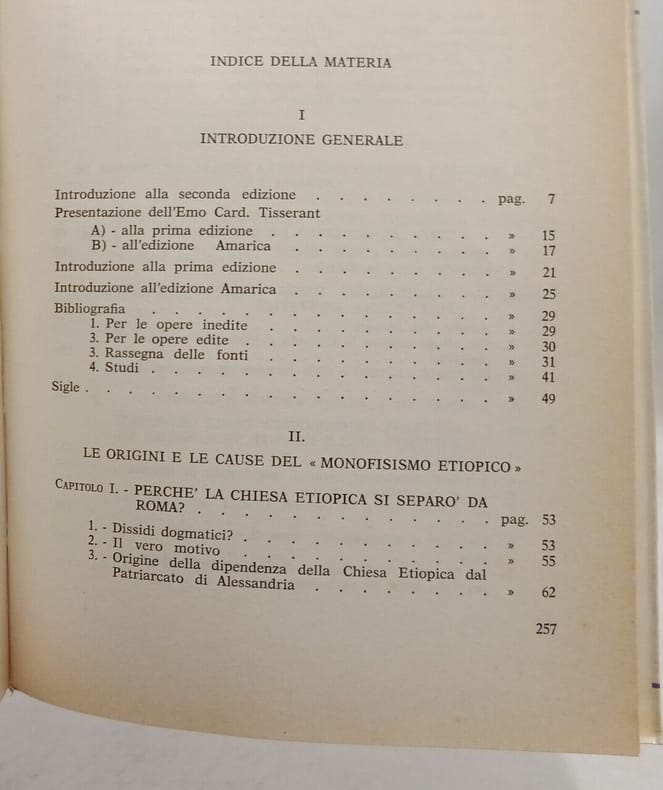 INDICE DELLA MATERIA
I
INTRODUZIONE GENERALE
Introduzione alla seconda edizione . . . . . . . pag. 7
Presentazione dell'Emo Card. Tisserant
A) - alla prima edizione . . . . . . . . » 15
B) - all'edizione Amarica . . . . . . . » 17
Introduzione alla prima edizione . . . . . . . » 21
Introduzione all'edizione Amarica . . . . . . . » 25
Bibliografia . . . . . . . . . . . . » 29
1. Per le opere inedite . . . . . . . . » 29
3. Per le opere edite . . . . . . . . . » 30
3. Rassegna delle fonti . . . . . . . . » 31
4. Studi . . . . . . . . . . . . » 41
Sigle . . . . . . . . . . . . . . » 49
II.
LE ORIGINI E LE CAUSE DEL « MONOFISISMO ETIOPICO »
CAPITOLO I. - PERCHE' LA CHIESA ETIOPICA SI SEPARO' DA
ROMA? . . . . . . . . . . . pag. 53
1. - Dissidi dogmatici? . . . . . . . . . » 53
2. - Il vero motivo . . . . . . . . . » 55
3. - Origine della dipendenza della Chiesa Etiopica dal
Patriarcato di Alessandria . . . . . . . » 62
257